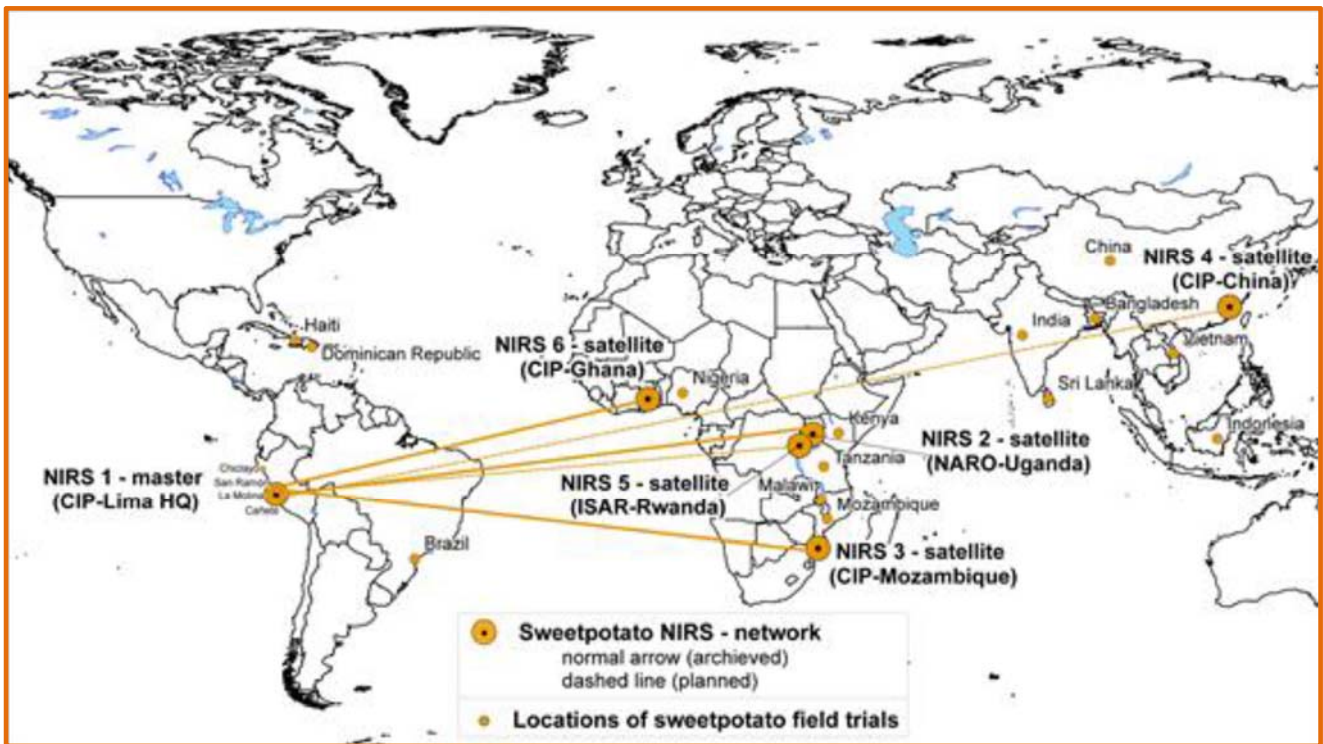 China
NIRS 4 - satellite
(CIP-China)
Bangladesh
India
Vietnam
Sri Lanka
Indonesia
Haiti
Dominican Republic
NIRS 6 - satellite
(CIP-Ghana)
Nigeria
Kenya
NIRS 2 - satellite
(NARO-Uganda)
Tanzania
NIRS 1 - master
(CIP-Lima HQ)
Chiclayo
San Ramón
La Molina
Cañete
NIRS 5 - satellite
(ISAR-Rwanda)
Malawi
Mozambique
Brazil
NIRS 3 - satellite
(CIP-Mozambique)
Sweetpotato NIRS - network
normal arrow (archieved)
dashed line (planned)
Locations of sweetpotato field trials